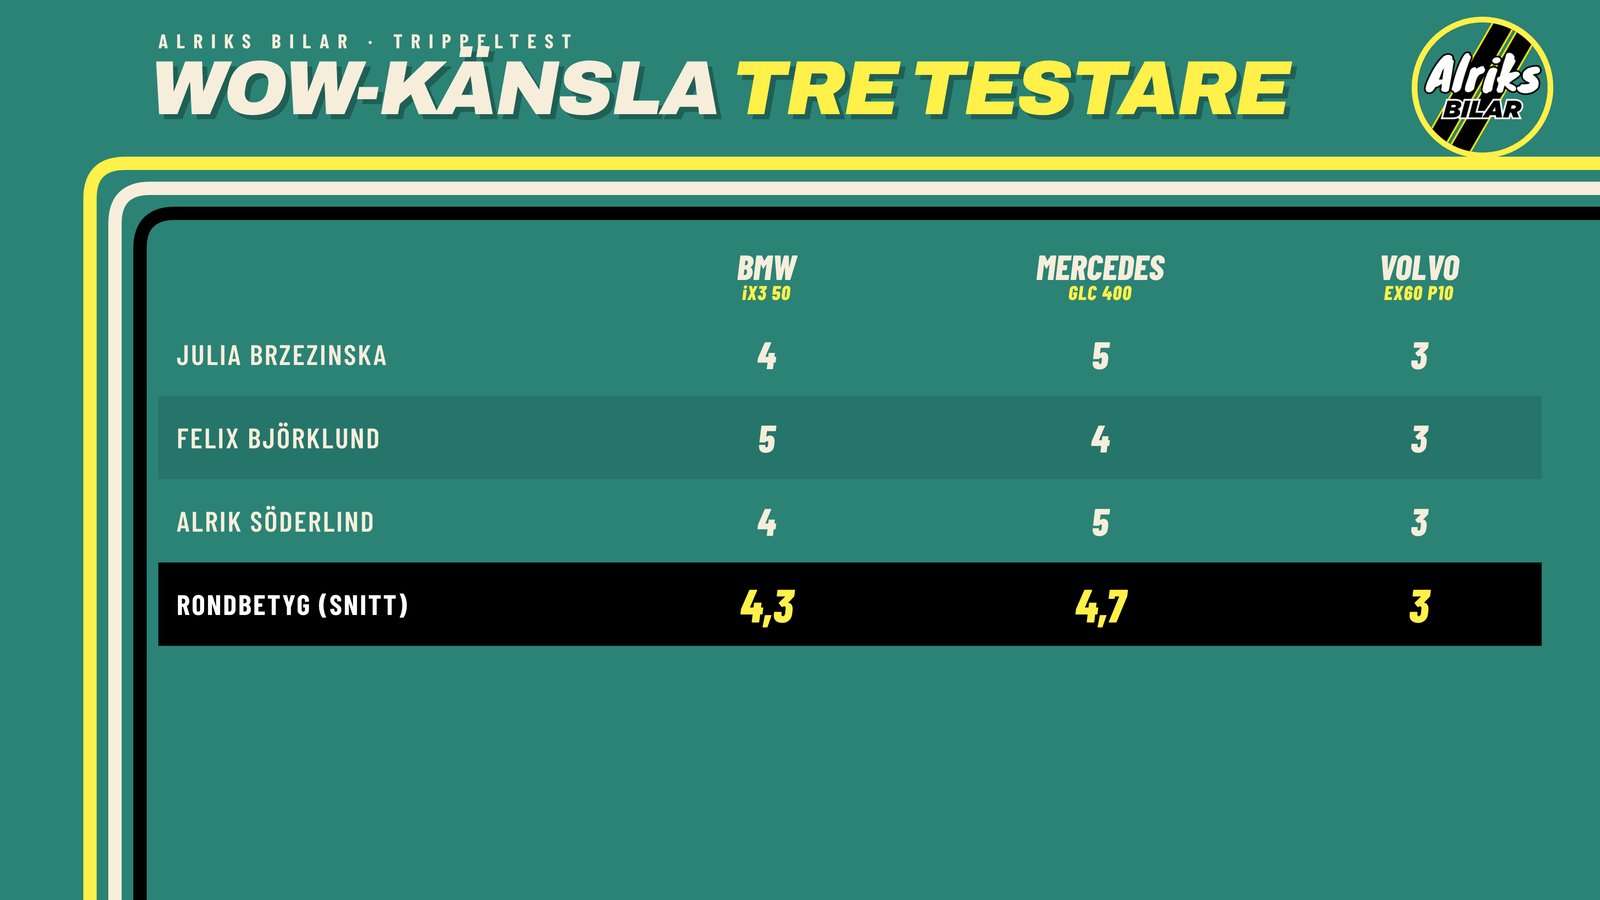 ALRIKS BILAR · TRIPPELTEST
WOW-KÄNSLA TRE TESTARE
Alriks
BILAR
BMW MERCEDES VOLVO
iX3 50 GLC 400 EX60 P10
JULIA BRZEZINSKA 4 5 3
FELIX BJÖRKLUND 5 4 3
ALRIK SÖDERLIND 4 5 3
RONDBETYG (SNITT) 4,3 4,7 3